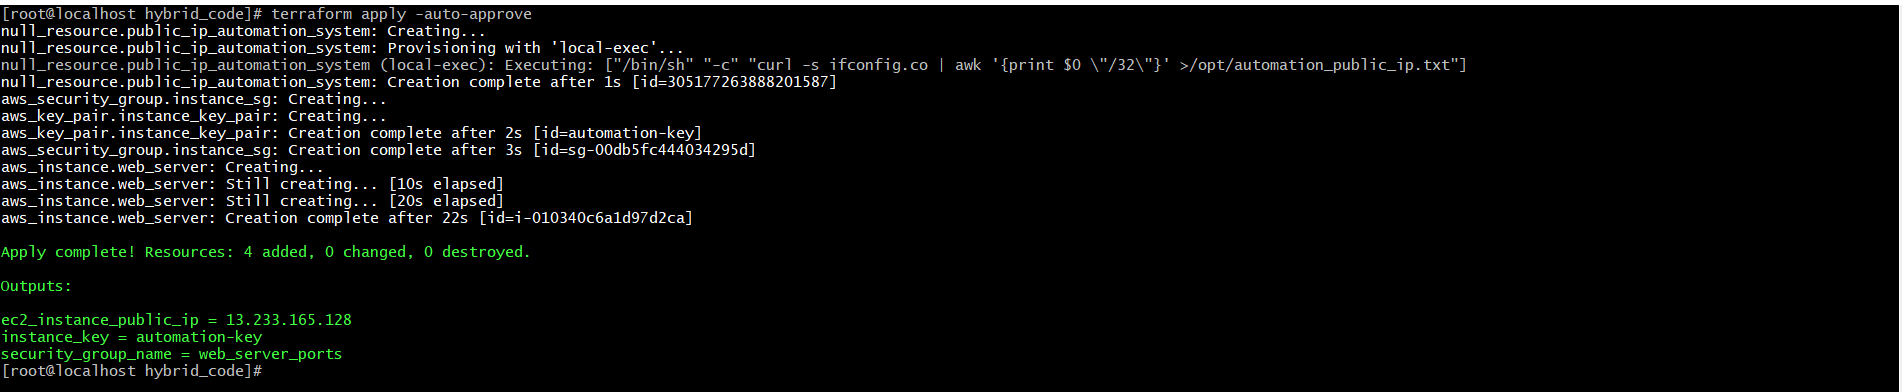 [root@localhost hybrid_code]# terraform apply -auto-approve
null_resource.public_ip_automation_system: Creating...
null_resource.public_ip_automation_system: Provisioning with 'local-exec'...
null_resource.public_ip_automation_system (local-exec): Executing: ["/bin/sh" "-c" "curl -s ifconfig.co | awk '{print $0 \"/32\"}' >/opt/automation_public_ip.txt"]
null_resource.public_ip_automation_system: Creation complete after 1s [id=305177263888201587]
aws_security_group.instance_sg: Creating...
aws_key_pair.instance_key_pair: Creating...
aws_key_pair.instance_key_pair: Creation complete after 2s [id=automation-key]
aws_security_group.instance_sg: Creation complete after 3s [id=sg-00db5fc444034295d]
aws_instance.web_server: Creating...
aws_instance.web_server: Still creating... [10s elapsed]
aws_instance.web_server: Still creating... [20s elapsed]
aws_instance.web_server: Creation complete after 22s [id=i-010340c6a1d97d2ca]
Apply complete! Resources: 4 added, 0 changed, 0 destroyed.
Outputs:
ec2_instance_public_ip = 13.233.165.128
instance_key = automation-key
security_group_name = web_server_ports
[root@localhost hybrid_code]#